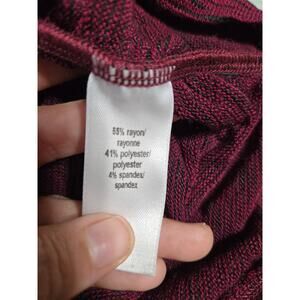 55% rayon/
rayonne
41% polyester/
polyester
4% spandex/
spandex